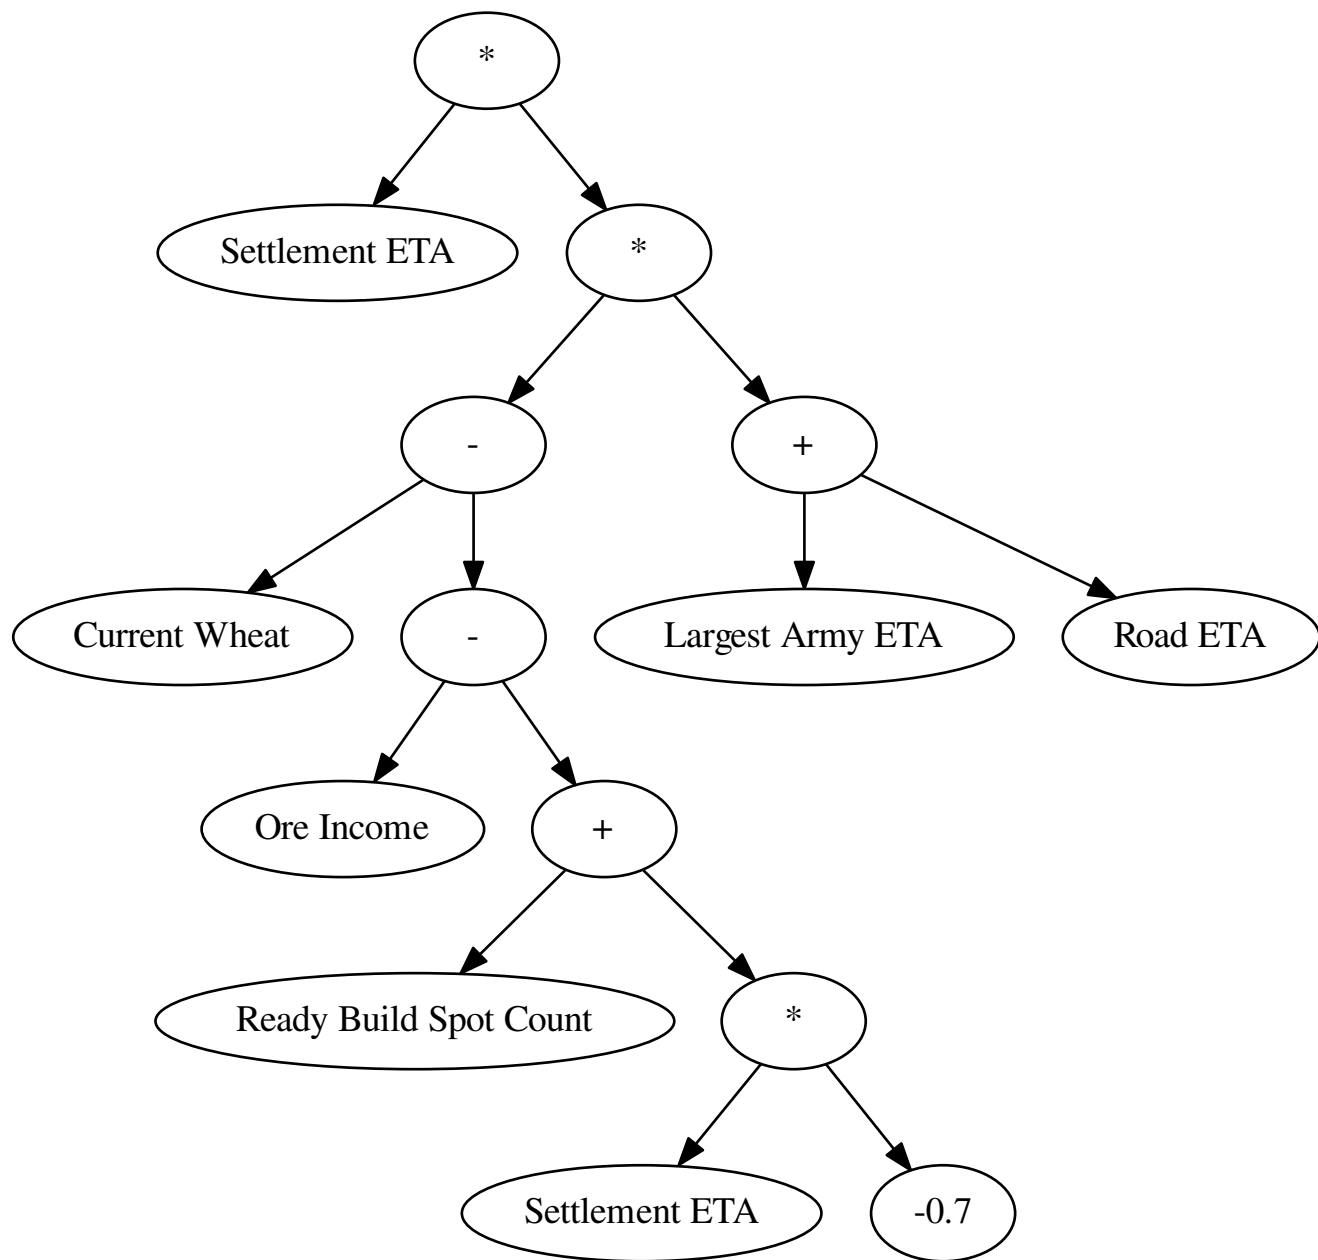 *
Settlement ETA
*
-
+
Current Wheat
-
Largest Army ETA
Road ETA
Ore Income
+
Ready Build Spot Count
*
Settlement ETA
-0.7